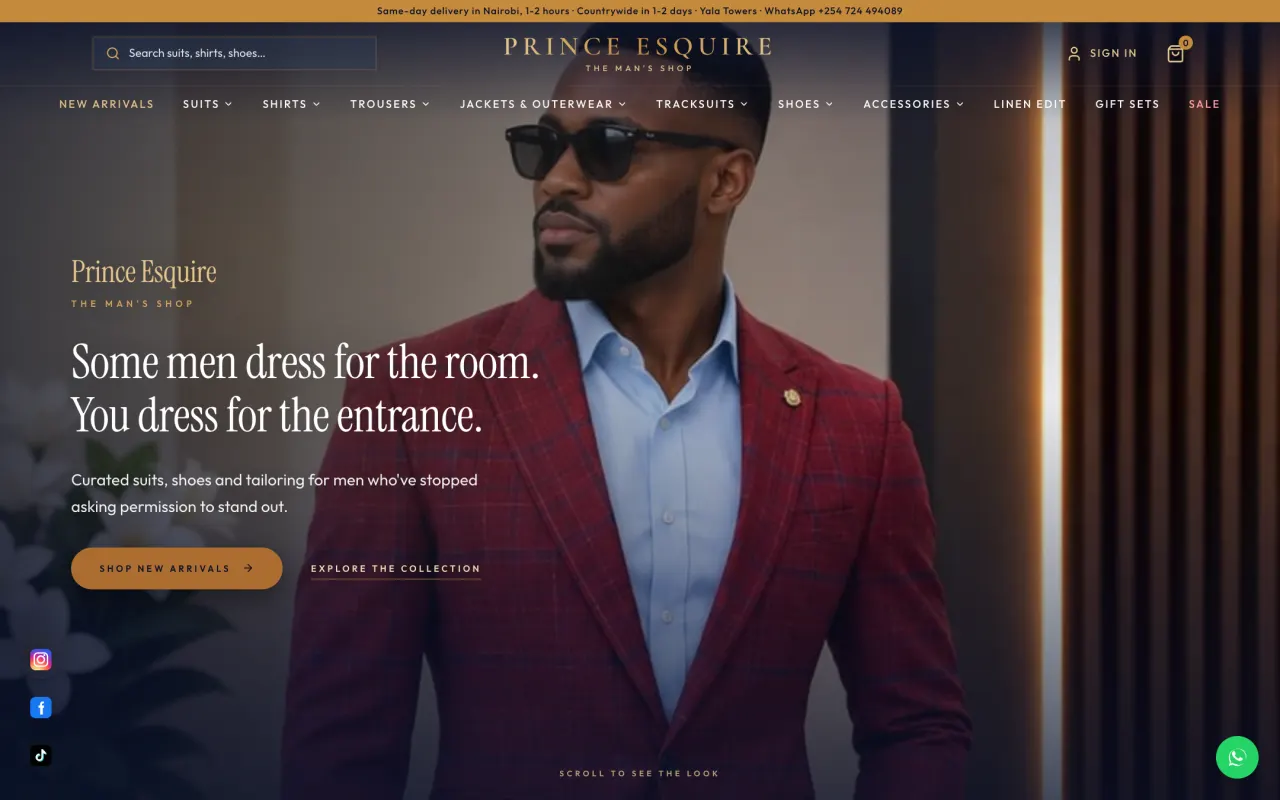 Same-day delivery in Nairobi, 1-2 hours · Countrywide in 1-2 days · Yala Towers · WhatsApp +254 724 494089
Search suits, shirts, shoes...
PRINCE ESQUIRE
THE MAN'S SHOP
SIGN IN
0
NEW ARRIVALS SUITS SHIRTS TROUSERS JACKETS & OUTERWEAR TRACKSUITS SHOES ACCESSORIES LINEN EDIT GIFT SETS SALE
Prince Esquire
THE MAN'S SHOP
Some men dress for the room.
You dress for the entrance.
Curated suits, shoes and tailoring for men who've stopped
asking permission to stand out.
SHOP NEW ARRIVALS →
EXPLORE THE COLLECTION
SCROLL TO SEE THE LOOK